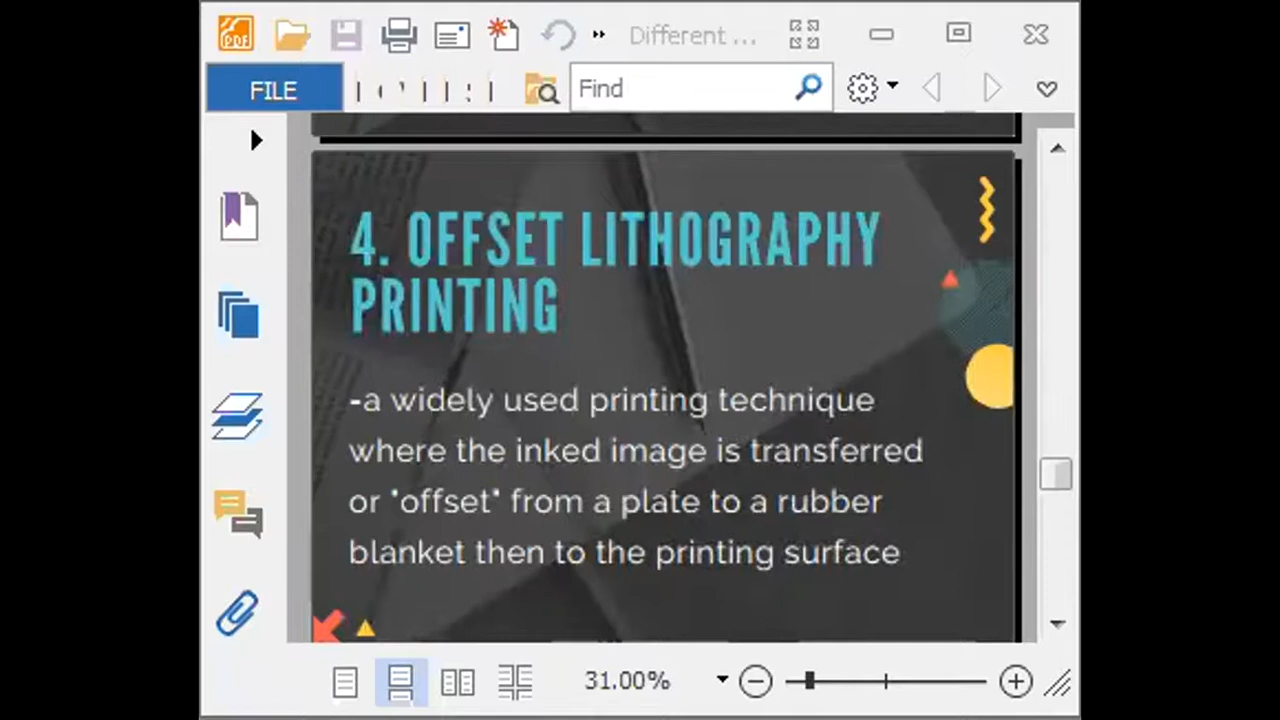 PDF
Different ...
FILE
Find
4. OFFSET LITHOGRAPHY
PRINTING
-a widely used printing technique
where the inked image is transferred
or "offset" from a plate to a rubber
blanket then to the printing surface
31.00%